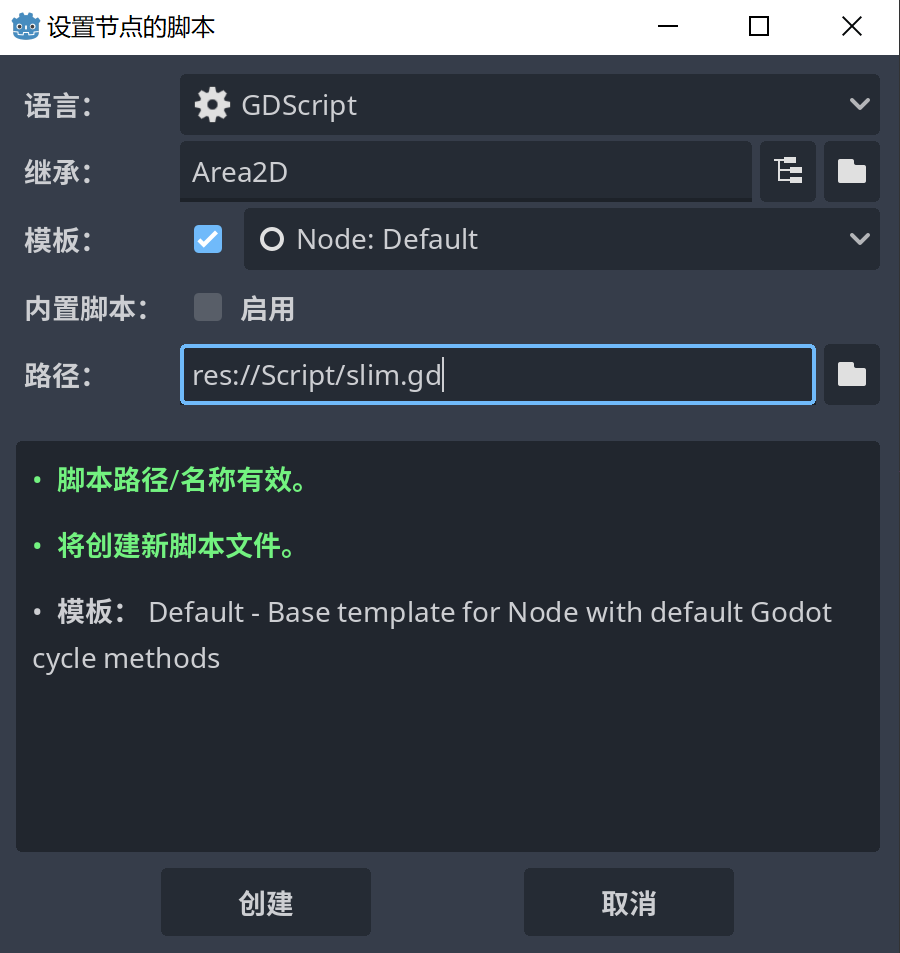 设置节点的脚本
语言：
GDScript
继承：
Area2D
模板：
Node: Default
内置脚本：
启用
路径：
res://Script/slim.gd
• 脚本路径/名称有效。
• 将创建新脚本文件。
• 模板： Default - Base template for Node with default Godot
cycle methods
创建
取消